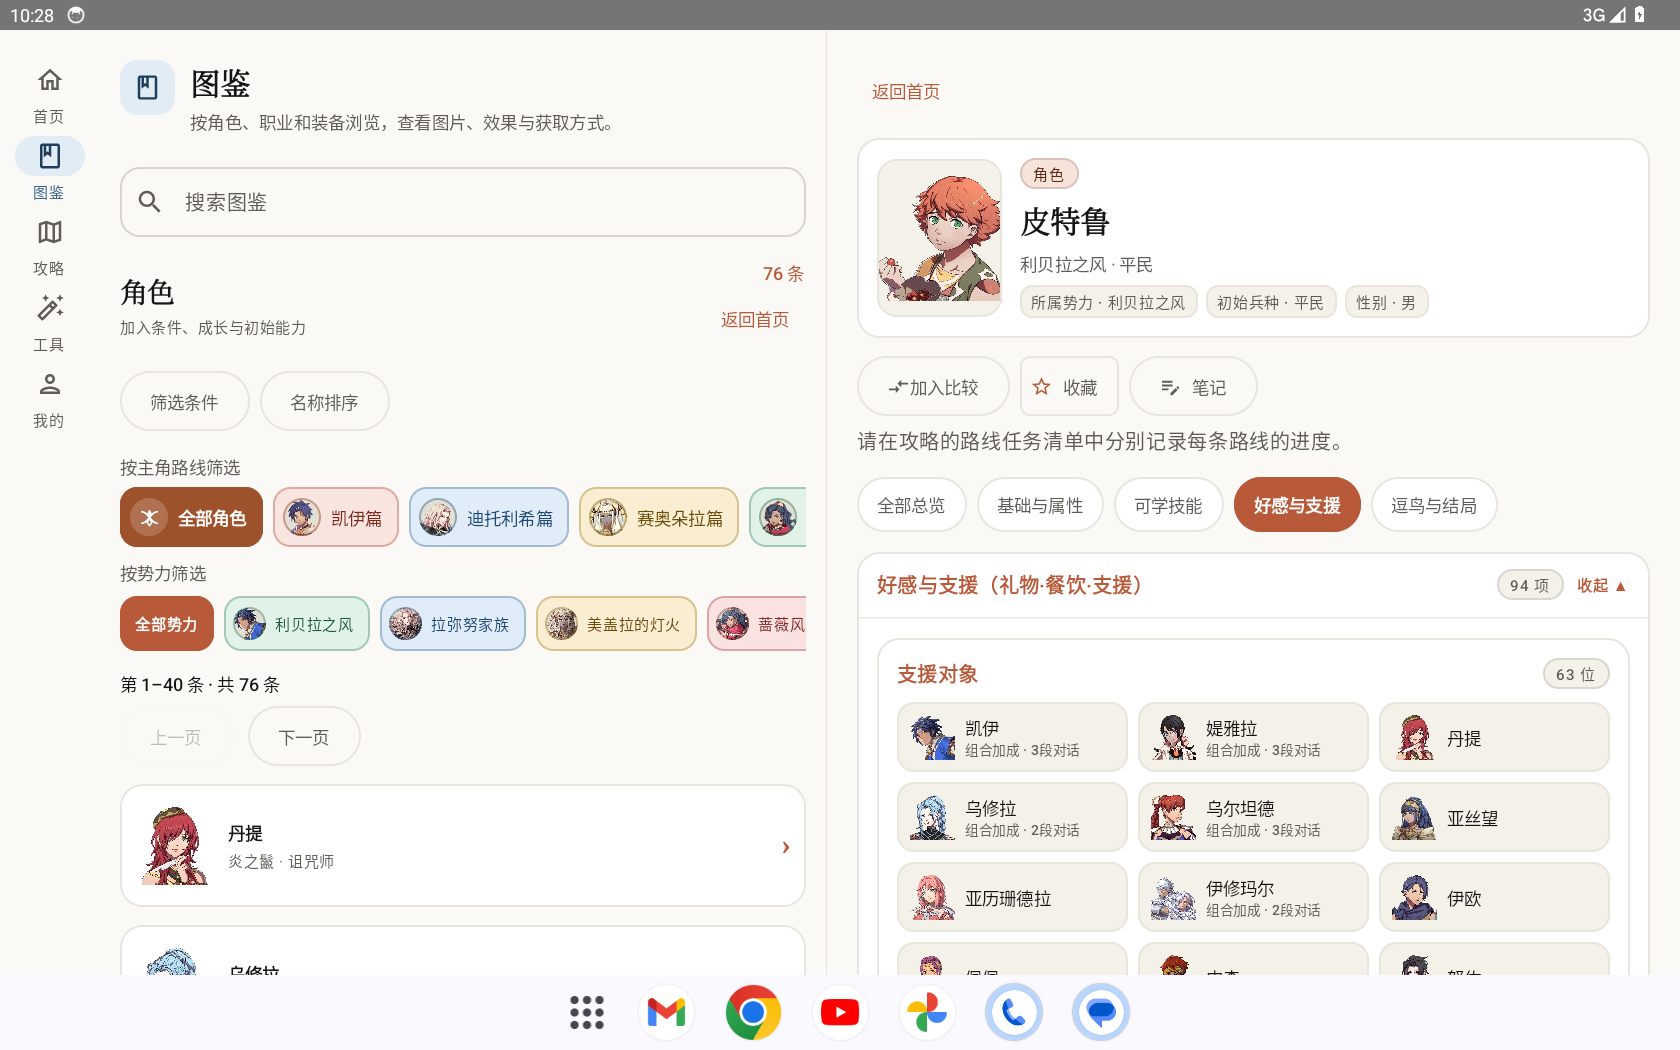 10:28
3G
首页
图鉴
攻略
工具
我的
图鉴
按角色、职业和装备浏览，查看图片、效果与获取方式。
搜索图鉴
76 条
角色
加入条件、成长与初始能力
返回首页
筛选条件
名称排序
按主角路线筛选
全部角色
凯伊篇
迪托利希篇
赛奥朵拉篇
按势力筛选
全部势力
利贝拉之风
拉弥努家族
美盖拉的灯火
蔷薇风
第 1–40 条 · 共 76 条
上一页
下一页
丹提
炎之鬣 · 诅咒师
›
乌修拉
返回首页
角色
皮特鲁
利贝拉之风 · 平民
所属势力 · 利贝拉之风
初始兵种 · 平民
性别 · 男
加入比较
收藏
笔记
请在攻略的路线任务清单中分别记录每条路线的进度。
全部总览
基础与属性
可学技能
好感与支援
逗鸟与结局
好感与支援（礼物·餐饮·支援）
94 项
收起 ▲
支援对象
63 位
凯伊
组合加成 · 3段对话
媞雅拉
组合加成 · 3段对话
丹提
乌修拉
组合加成 · 2段对话
乌尔坦德
组合加成 · 3段对话
亚丝望
亚历珊德拉
伊修玛尔
组合加成 · 2段对话
伊欧